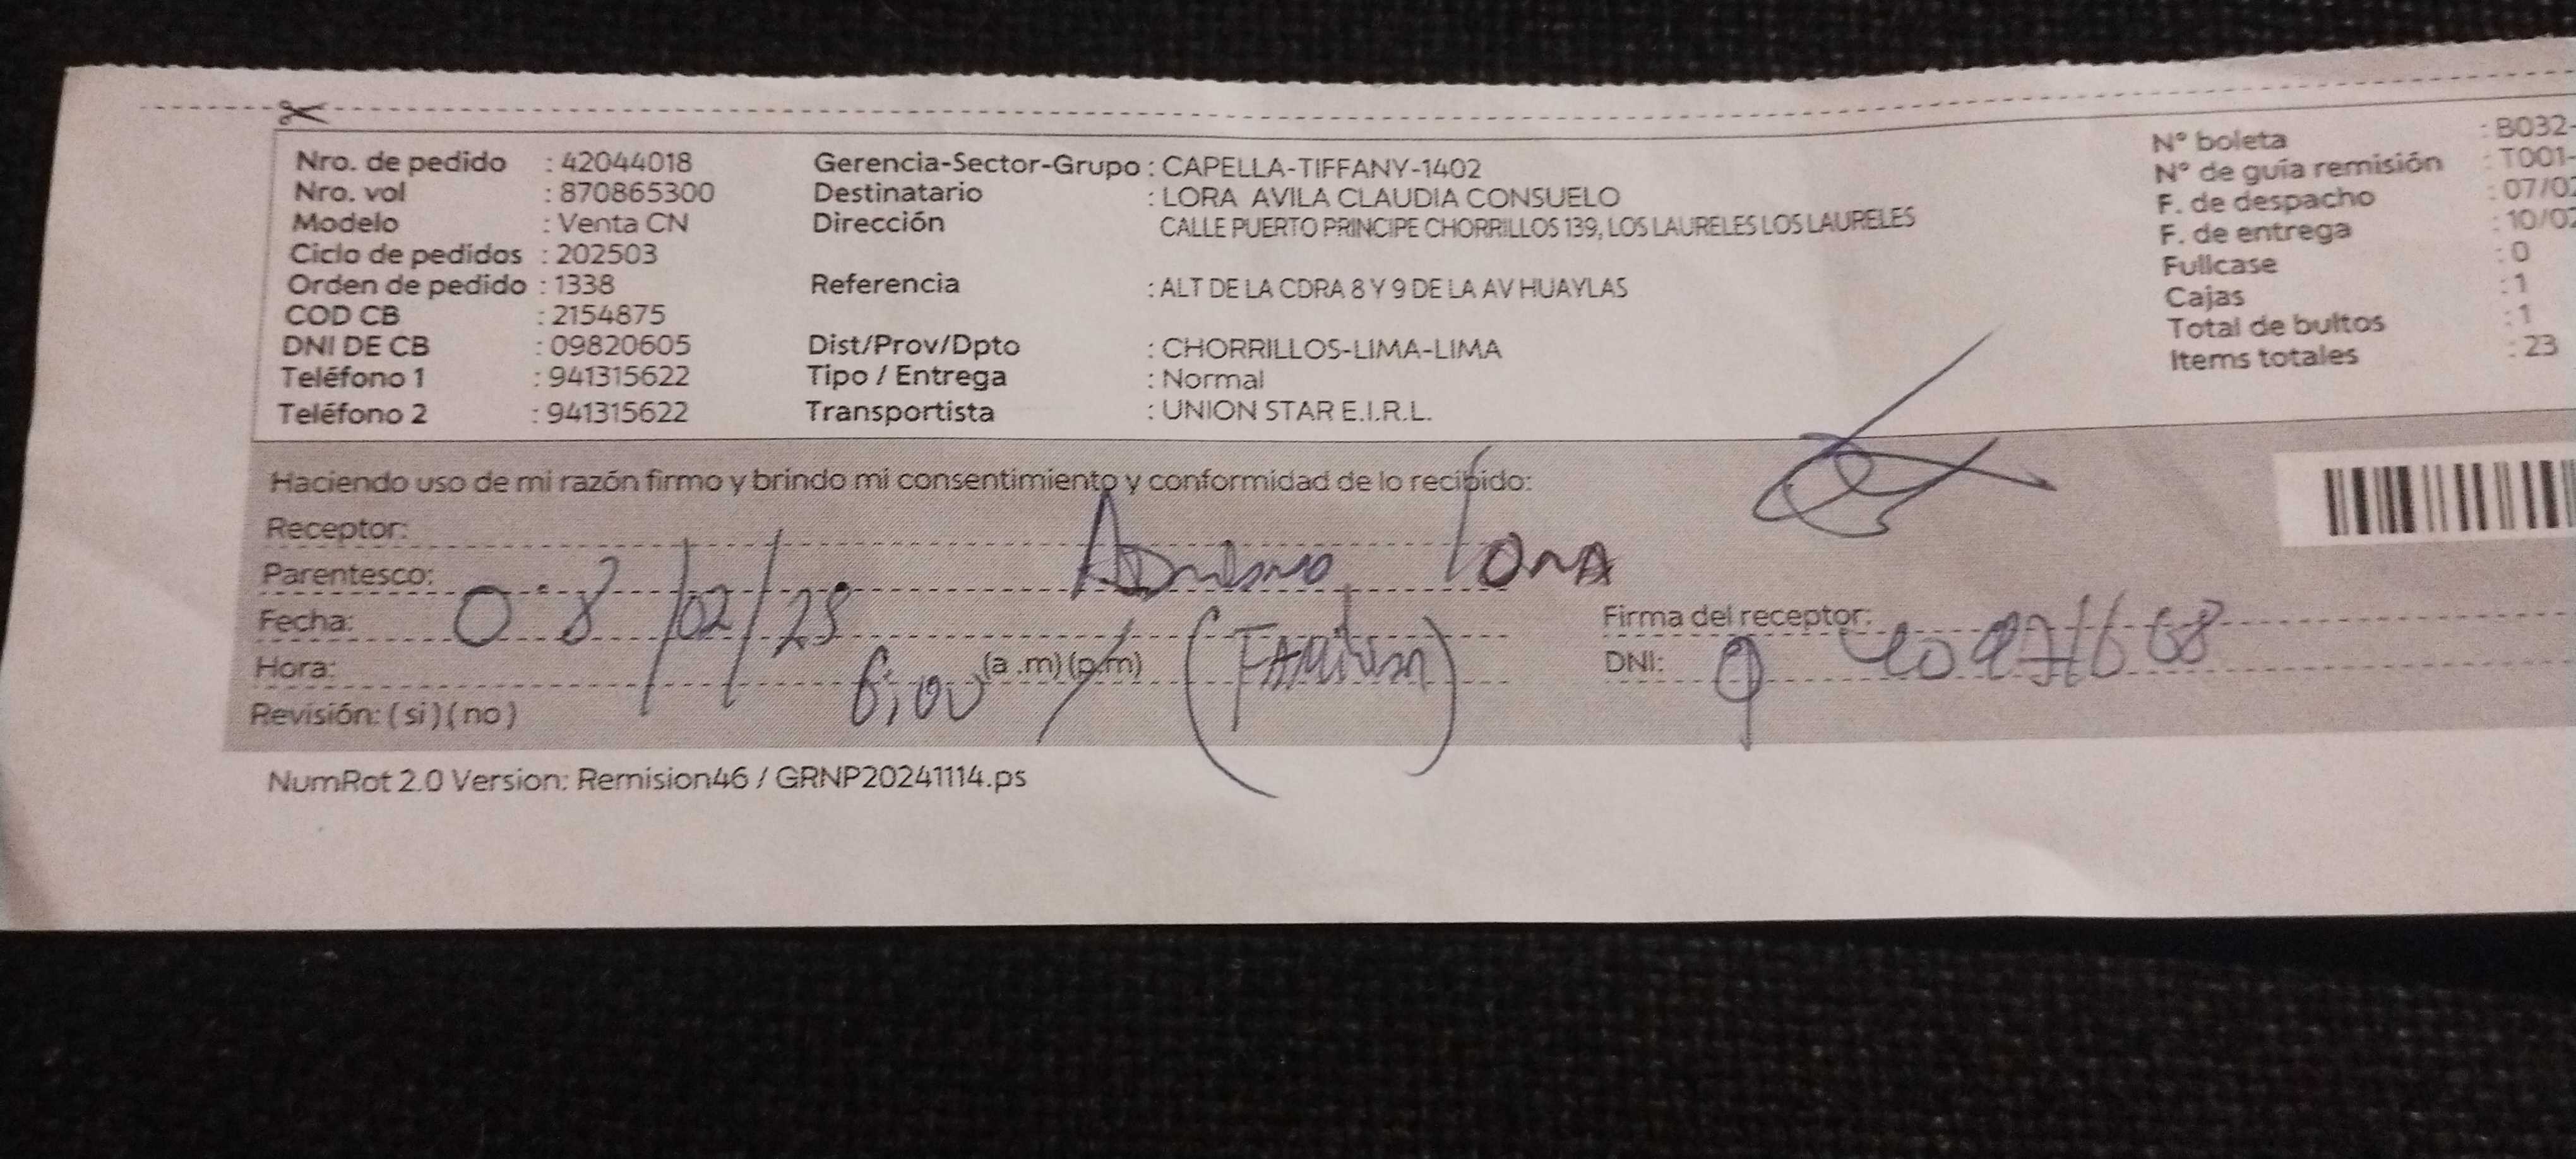 Nro. de pedido : 42044018
Nro. vol : 870865300
Modelo : Venta CN
Ciclo de pedidos : 202503
Orden de pedido : 1338
COD CB : 2154875
DNI DE CB : 09820605
Teléfono 1 : 941315622
Teléfono 2 : 941315622
Gerencia-Sector-Grupo : CAPELLA-TIFFANY-1402
Destinatario : LORA AVILA CLAUDIA CONSUELO
Dirección CALLE PUERTO PRINCIPE CHORRILLOS 139, LOS LAURELES LOS LAURELES
Referencia : ALT DE LA CDRA 8 Y 9 DE LA AV HUAYLAS
Dist/Prov/Dpto : CHORRILLOS-LIMA-LIMA
Tipo / Entrega : Normal
Transportista : UNION STAR E.I.R.L.
N° boleta : B032-
N° de guía remisión : T001-
F. de despacho : 07/02
F. de entrega : 10/02
Fullcase : 0
Cajas : 1
Total de bultos : 1
Items totales : 23
Haciendo uso de mi razón firmo y brindo mi consentimiento y conformidad de lo recibido:
Receptor:
Lora
Parentesco:
Fecha: 08/02/25
Hora: 6:00 (a .m) (p.m)
(Familiar)
Revisión: ( si ) ( no )
Firma del receptor:
DNI:
NumRot 2.0 Version: Remision46 / GRNP20241114.ps